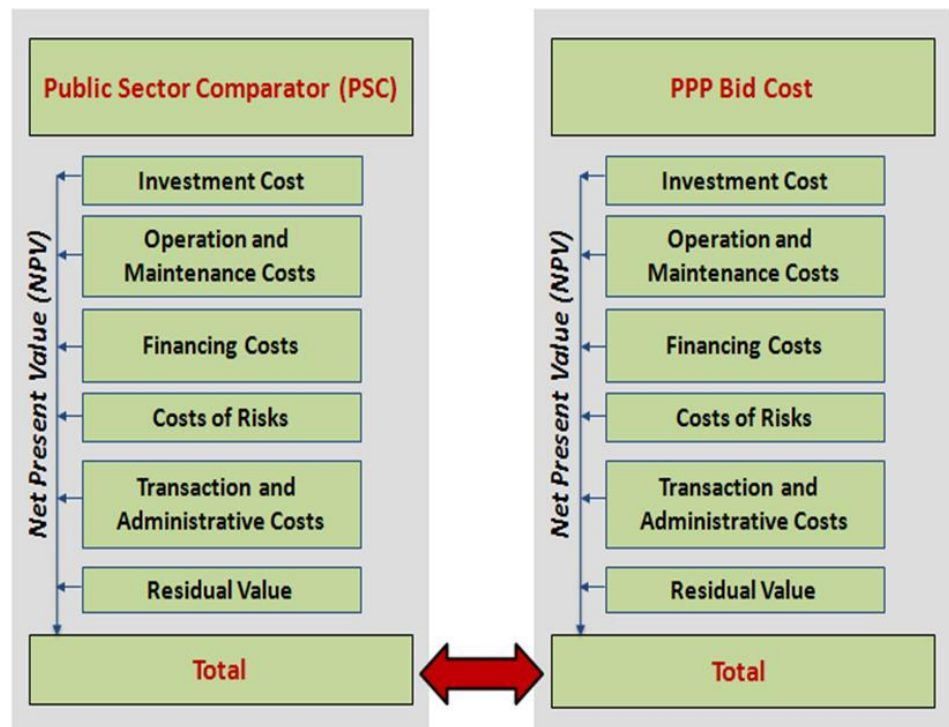 Public Sector Comparator (PSC)
Investment Cost
Operation and
Maintenance Costs
Financing Costs
Costs of Risks
Transaction and
Administrative Costs
Residual Value
Net Present Value (NPV)
Total
PPP Bid Cost
Investment Cost
Operation and
Maintenance Costs
Financing Costs
Costs of Risks
Transaction and
Administrative Costs
Residual Value
Net Present Value (NPV)
Total